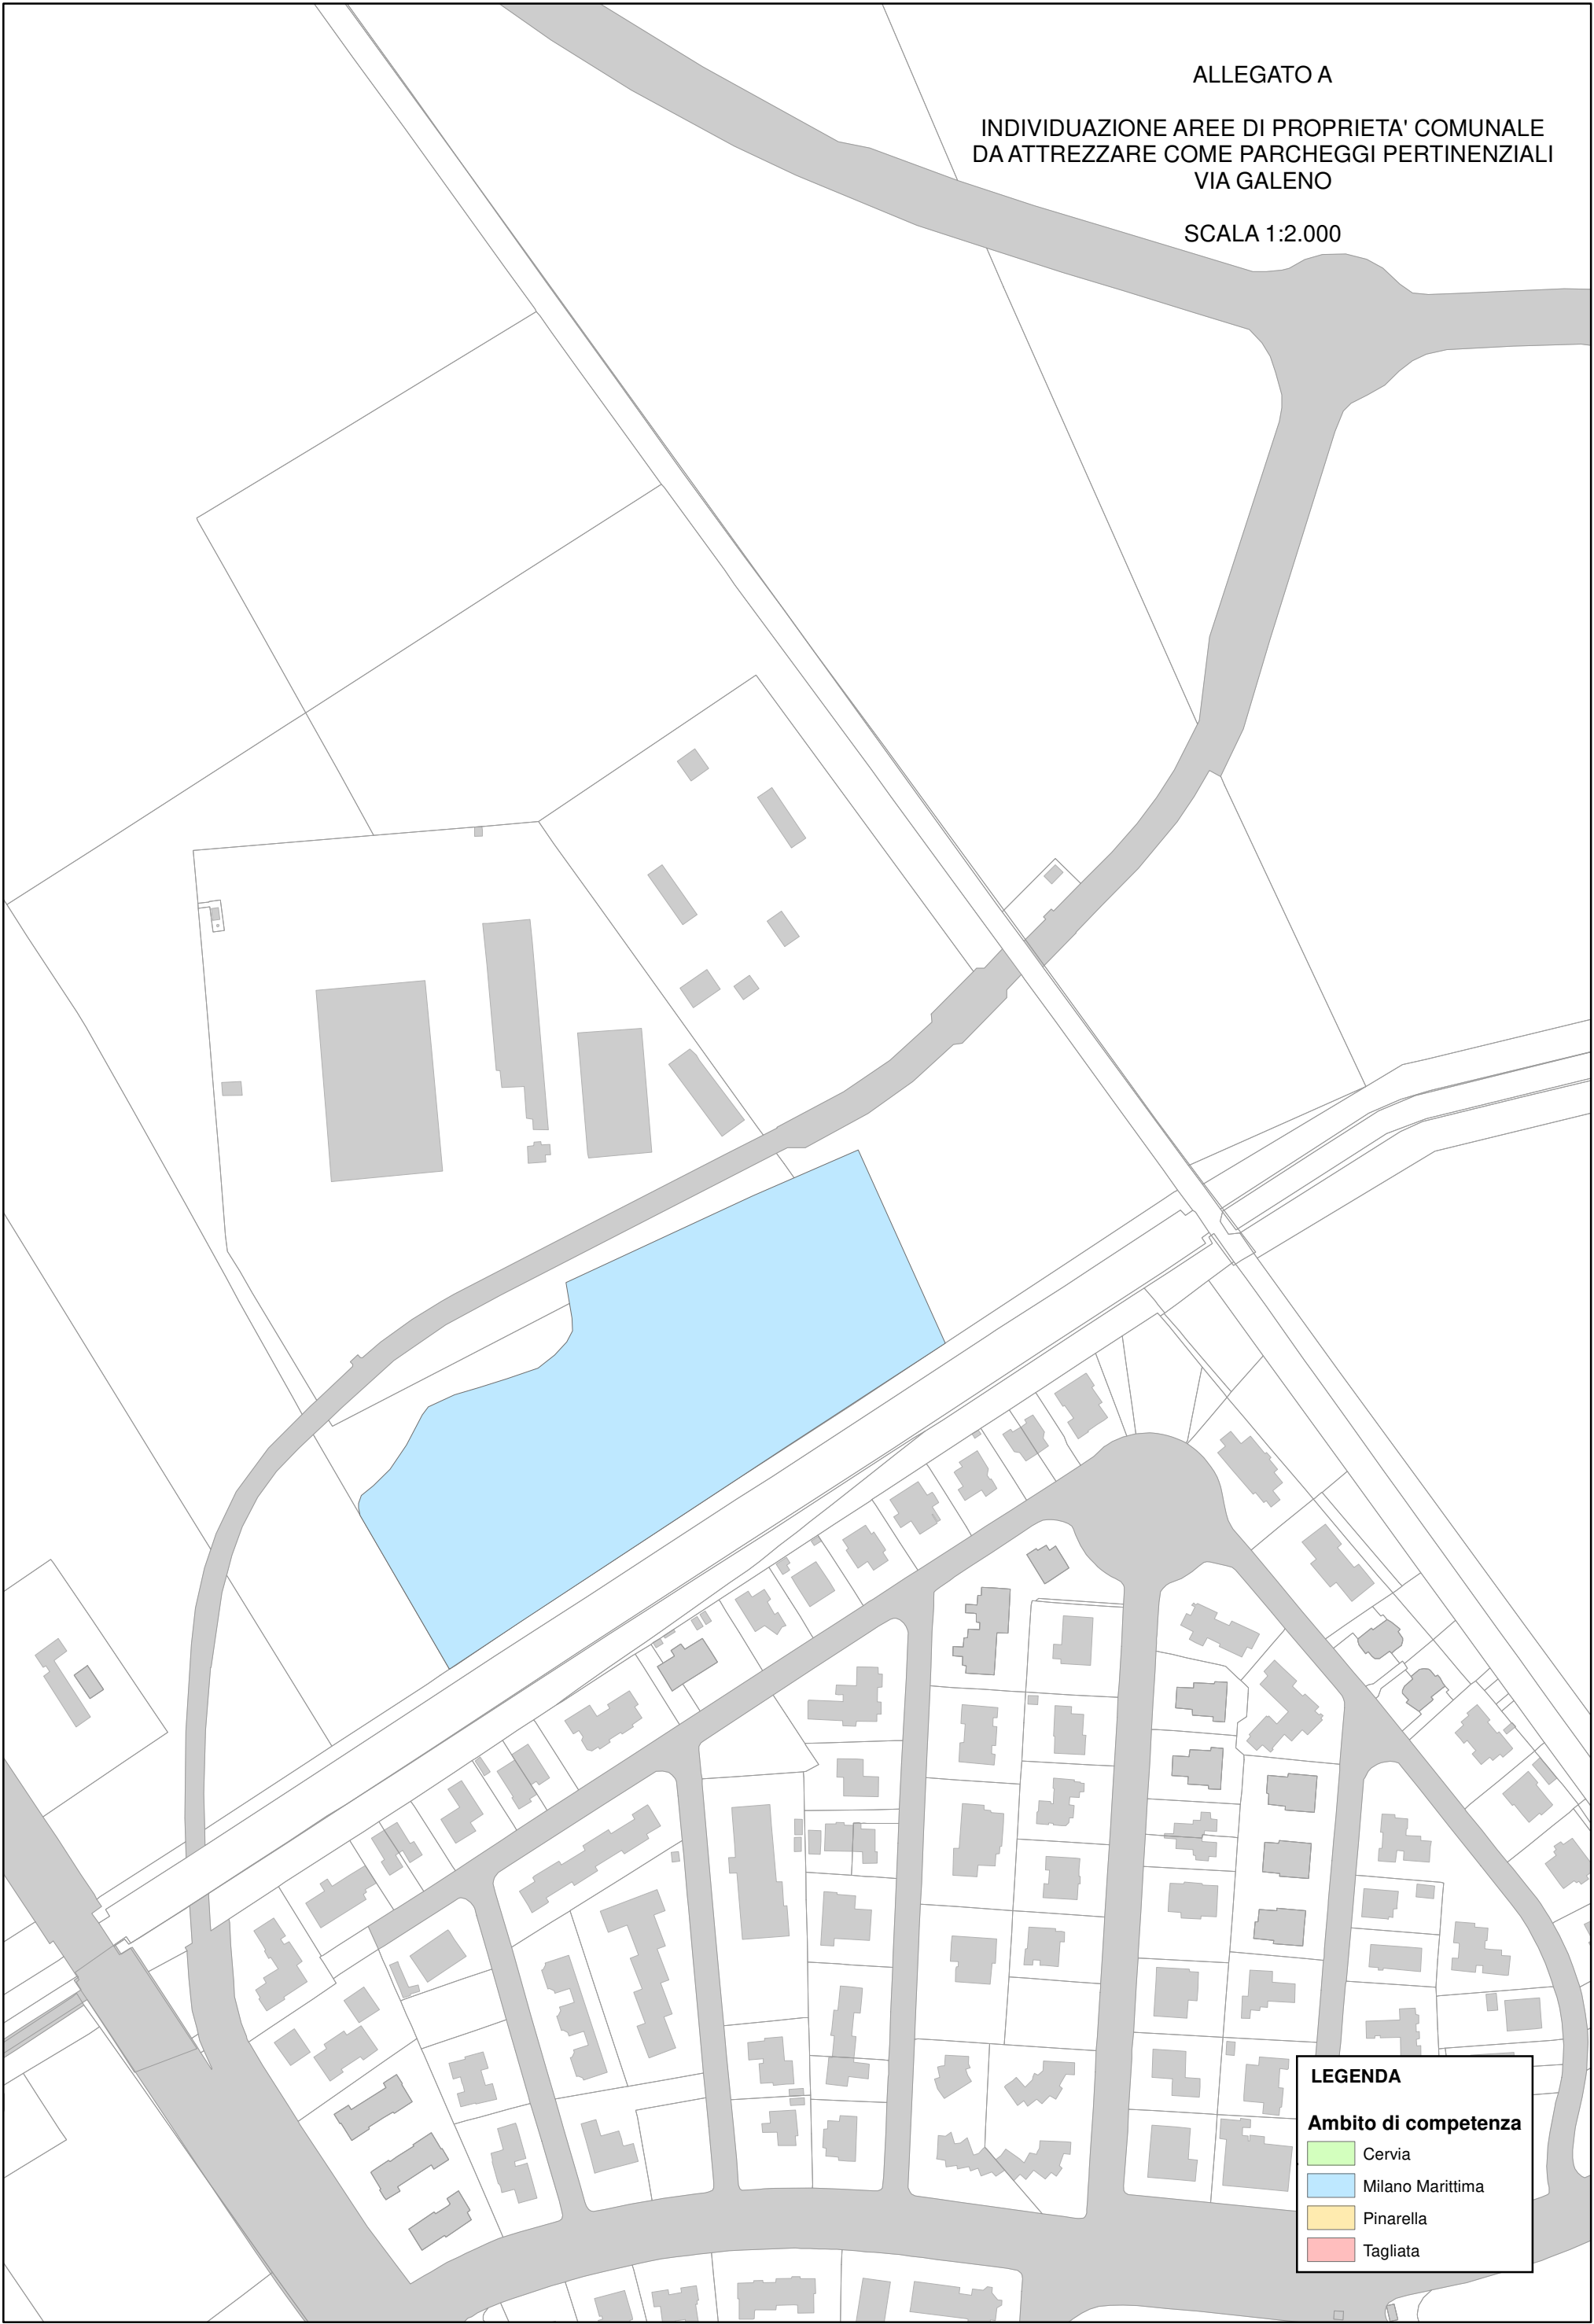 ALLEGATO A
INDIVIDUAZIONE AREE DI PROPRIETA' COMUNALE
DA ATTREZZARE COME PARCHEGGI PERTINENZIALI
VIA GALENO
SCALA 1:2.000
LEGENDA
Ambito di competenza
Cervia
Milano Marittima
Pinarella
Tagliata